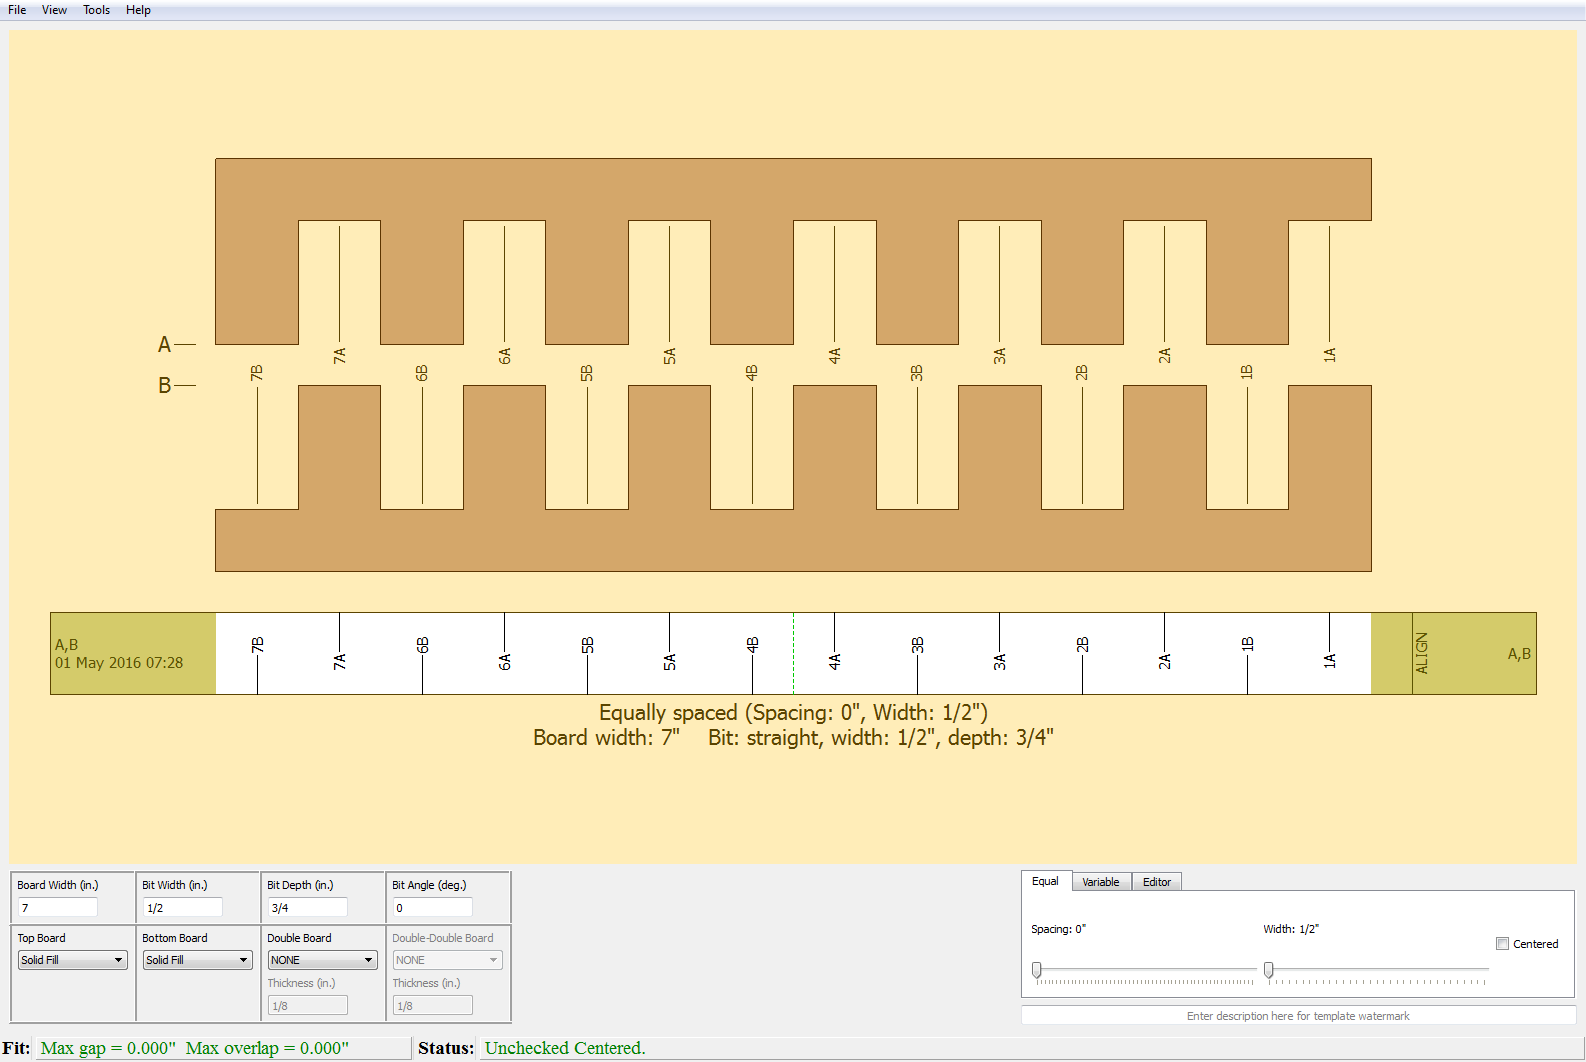 File View Tools Help
A
B
7A 6A 5A 4A 3A 2A 1A
7B 6B 5B 4B 3B 2B 1B
A,B
01 May 2016 07:28
7B 7A 6B 6A 5B 5A 4B 4A 3B 3A 2B 2A 1B 1A
ALIGN
A,B
Equally spaced (Spacing: 0", Width: 1/2")
Board width: 7" Bit: straight, width: 1/2", depth: 3/4"
Board Width (in.) Bit Width (in.) Bit Depth (in.) Bit Angle (deg.)
7 1/2 3/4 0
Top Board Bottom Board Double Board Double-Double Board
Solid Fill Solid Fill NONE NONE
Thickness (in.) Thickness (in.)
1/8 1/8
Equal Variable Editor
Spacing: 0" Width: 1/2"
Centered
Enter description here for template watermark
Fit: Max gap = 0.000" Max overlap = 0.000" Status: Unchecked Centered.